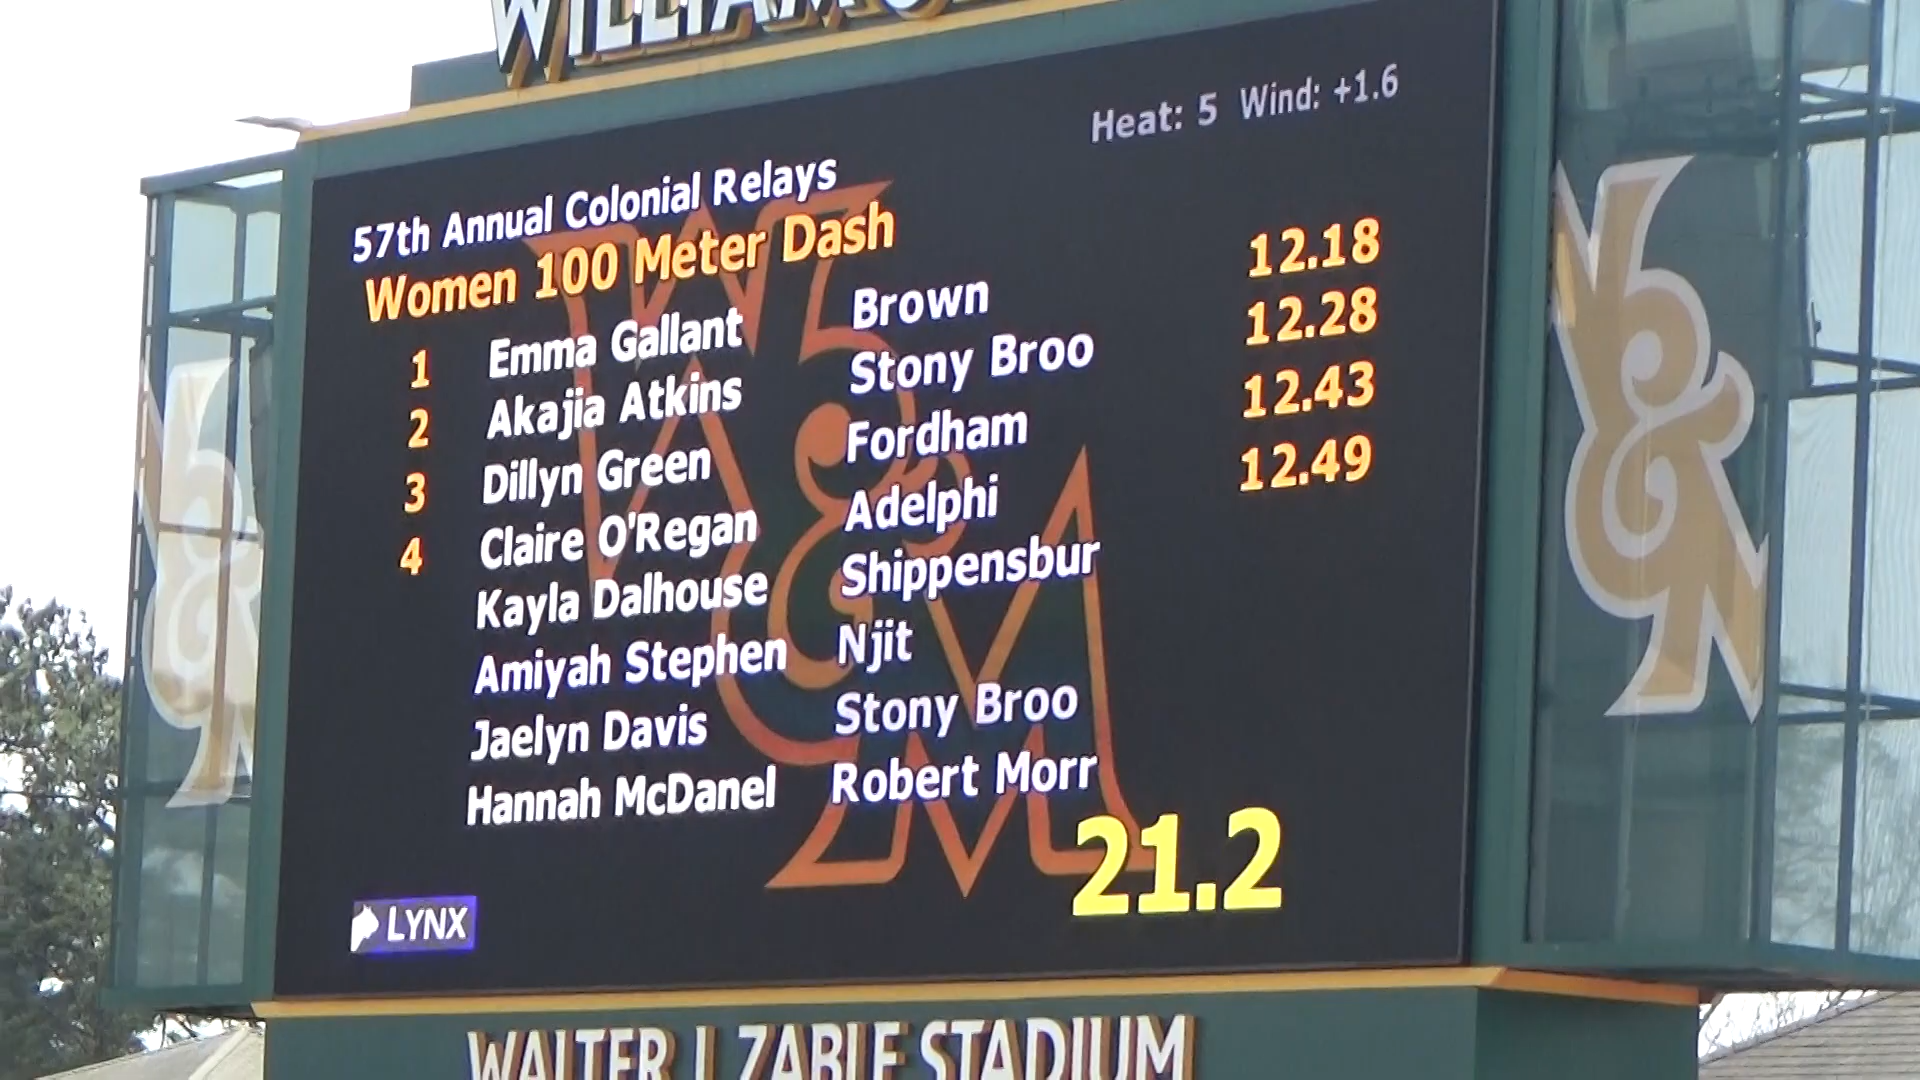 Heat: 5 Wind: +1.6
57th Annual Colonial Relays
Women 100 Meter Dash
1 Emma Gallant Brown 12.18
2 Akajia Atkins Stony Broo 12.28
3 Dillyn Green Fordham 12.43
4 Claire O'Regan Adelphi 12.49
Kayla Dalhouse Shippensbur
Amiyah Stephen Njit
Jaelyn Davis Stony Broo
Hannah McDanel Robert Morr
21.2
LYNX
WALTER J ZABLE STADIUM